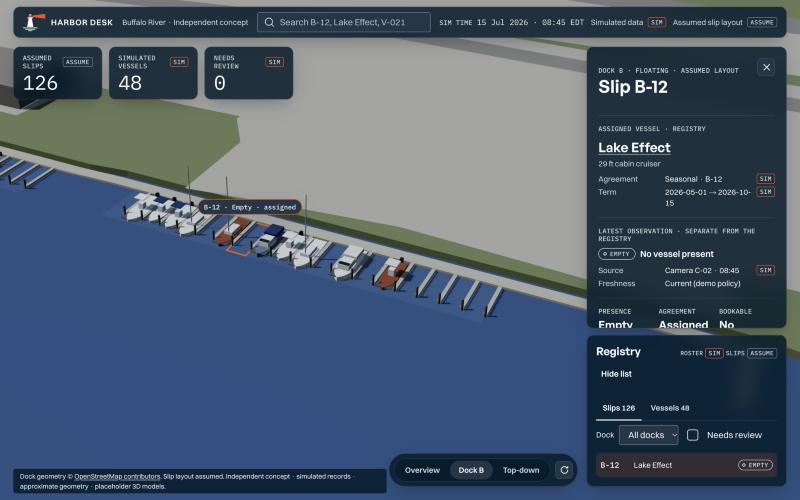 HARBOR DESK Buffalo River · Independent concept Search B-12, Lake Effect, V-021 SIM TIME 15 Jul 2026 · 08:45 EDT Simulated data SIM Assumed slip layout ASSUME
ASSUMED SLIPS ASSUME
126
SIMULATED VESSELS SIM
48
NEEDS REVIEW SIM
0
B-12 · Empty · assigned
DOCK B · FLOATING · ASSUMED LAYOUT
Slip B-12
ASSIGNED VESSEL · REGISTRY
Lake Effect
29 ft cabin cruiser
Agreement Seasonal · B-12 SIM
Term 2026-05-01 → 2026-10-15 SIM
LATEST OBSERVATION · SEPARATE FROM THE REGISTRY
EMPTY No vessel present
Source Camera C-02 · 08:45 SIM
Freshness Current (demo policy)
PRESENCE AGREEMENT BOOKABLE
Empty Assigned No
Registry ROSTER SIM SLIPS ASSUME
Hide list
Slips 126 Vessels 48
Dock All docks Needs review
B-12 Lake Effect EMPTY
Overview Dock B Top-down
Dock geometry © OpenStreetMap contributors. Slip layout assumed. Independent concept · simulated records ·
approximate geometry · placeholder 3D models.